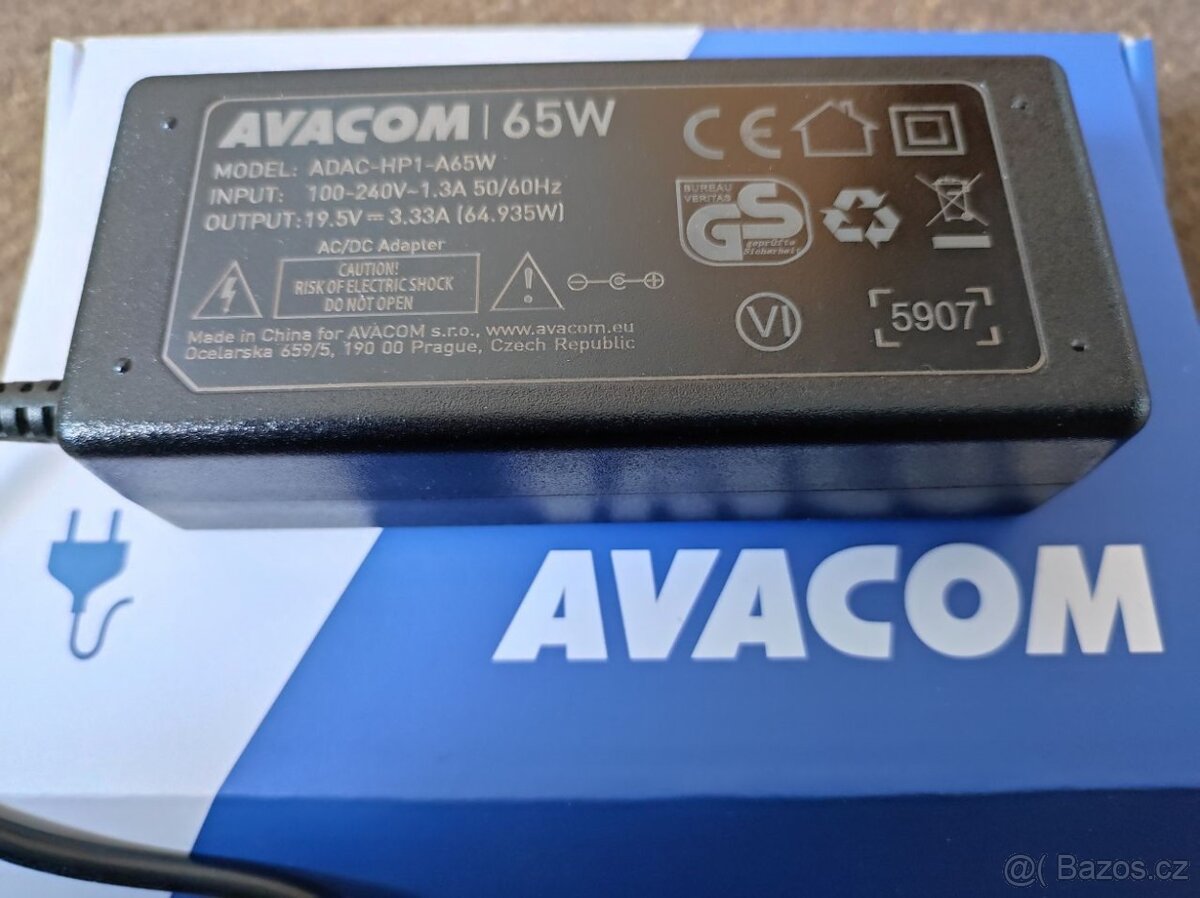 AVACOM | 65W
MODEL: ADAC-HP1-A65W
INPUT: 100-240V~1.3A 50/60Hz
OUTPUT: 19.5V ⎓ 3.33A (64.935W)
AC/DC Adapter
CAUTION!
RISK OF ELECTRIC SHOCK
DO NOT OPEN
Made in China for AVACOM s.r.o., www.avacom.eu
Ocelarska 659/5, 190 00 Prague, Czech Republic
CE
BUREAU
VERITAS
GS
geprüfte
Sicherheit
VI
5907
AVACOM
@( Bazos.cz